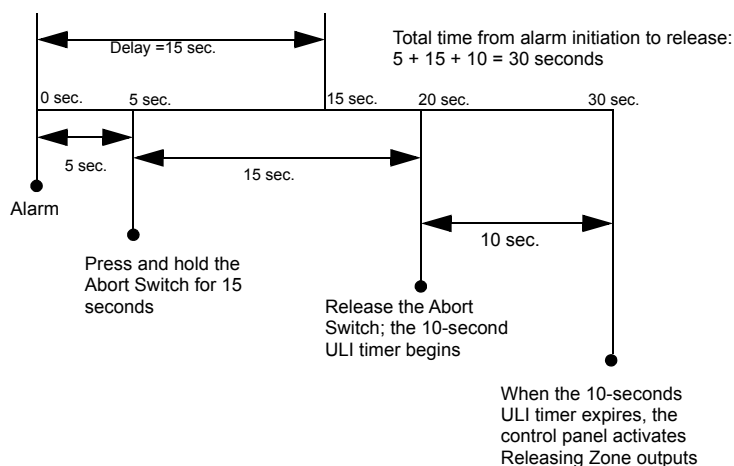 Delay =15 sec.
Total time from alarm initiation to release:
5 + 15 + 10 = 30 seconds
0 sec.
5 sec.
15 sec.
20 sec.
30 sec.
5 sec.
15 sec.
Alarm
10 sec.
Press and hold the
Abort Switch for 15
seconds
Release the Abort
Switch; the 10-second
ULI timer begins
When the 10-seconds
ULI timer expires, the
control panel activates
Releasing Zone outputs